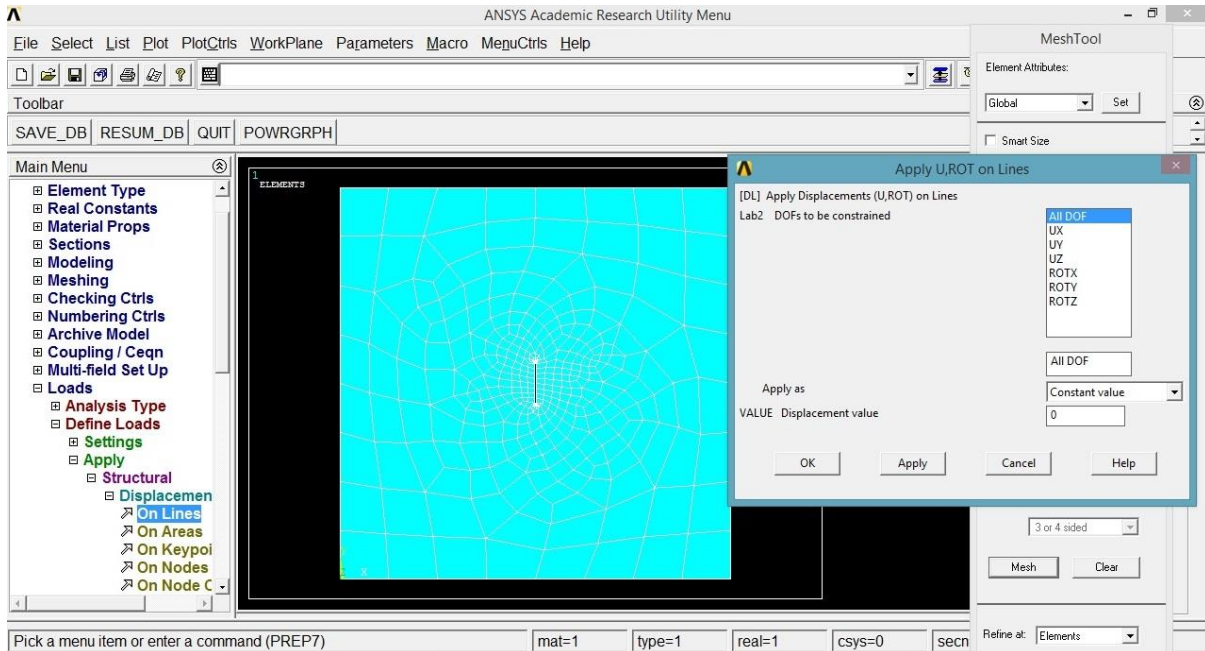 ANSYS Academic Research Utility Menu
File Select List Plot PlotCtrls WorkPlane Parameters Macro MenuCtrls Help
Toolbar
SAVE_DB RESUM_DB QUIT POWRGRPH
Main Menu
Element Type
Real Constants
Material Props
Sections
Modeling
Meshing
Checking Ctrls
Numbering Ctrls
Archive Model
Coupling / Ceqn
Multi-field Set Up
Loads
Analysis Type
Define Loads
Settings
Apply
Structural
Displacemen
On Lines
On Areas
On Keypoi
On Nodes
On Node C
1
ELEMENTS
X
MeshTool
Element Attributes:
Global Set
Smart Size
Apply U,ROT on Lines
[DL] Apply Displacements (U,ROT) on Lines
Lab2 DOFs to be constrained
All DOF
UX
UY
UZ
ROTX
ROTY
ROTZ
All DOF
Apply as Constant value
VALUE Displacement value 0
OK Apply Cancel Help
3 or 4 sided
Mesh Clear
Refine at: Elements
Pick a menu item or enter a command (PREP7) mat=1 type=1 real=1 csys=0 secn